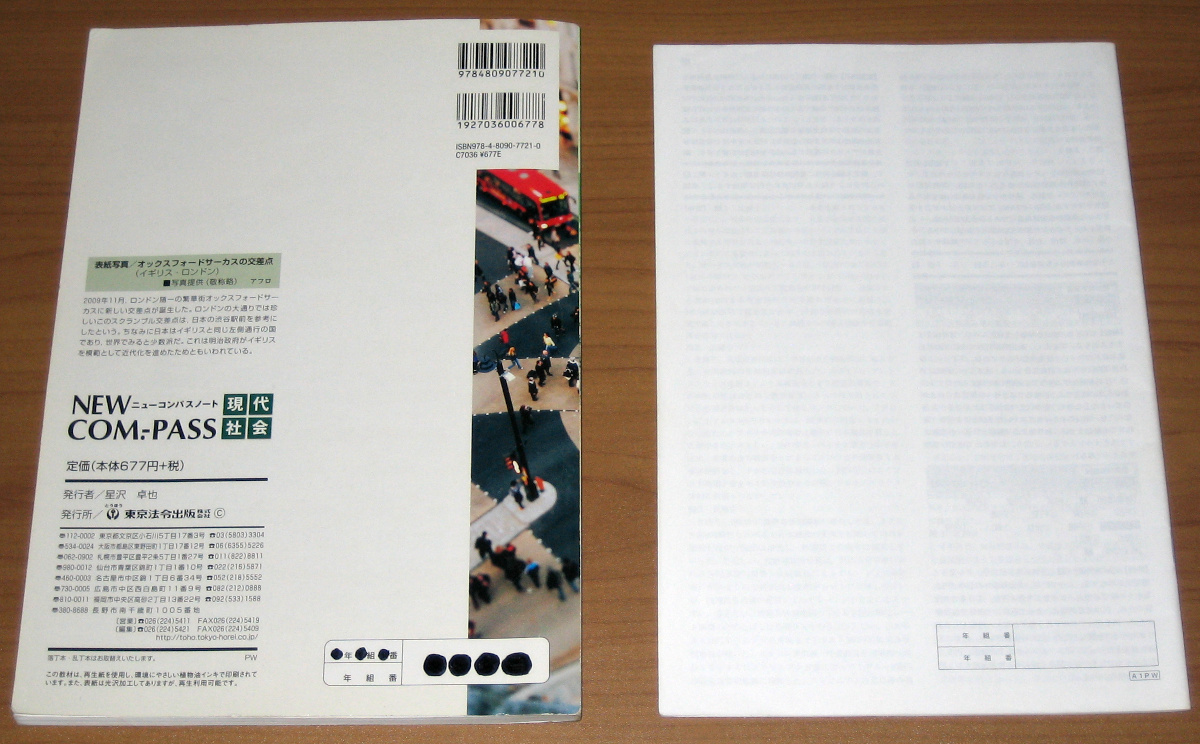 9784809077210
1927036006778
ISBN978-4-8090-7721-0
C7036 ¥677E
表紙写真／オックスフォードサーカスの交差点
（イギリス・ロンドン）
■写真提供（敬称略） アフロ
2009年11月，ロンドン随一の繁華街オックスフォードサー
カスに新しい交差点が誕生した。ロンドンの大通りでは珍
しいこのスクランブル交差点は，日本の渋谷駅前を参考に
したという。ちなみに日本はイギリスと同じ左側通行の国
であり，世界でみると少数派だ。これは明治政府がイギリス
を模範として近代化を進めたためともいわれている。
NEW ニューコンパスノート 現代
COM.-PASS 社会
定価（本体677円＋税）
発行者／星沢 卓也
発行所／ とうほう 東京法令出版 株式会社 Ⓒ
〠112-0002 東京都文京区小石川5丁目17番3号 ☎03(5803)3304
〠534-0024 大阪市都島区東野田町1丁目17番12号 ☎06(6355)5226
〠062-0902 札幌市豊平区豊平2条5丁目1番27号 ☎011(822)8811
〠980-0012 仙台市青葉区錦町1丁目1番10号 ☎022(216)5871
〠460-0003 名古屋市中区錦1丁目6番34号 ☎052(218)5552
〠730-0005 広島市中区西白島町11番9号 ☎082(212)0888
〠810-0011 福岡市中央区高砂2丁目13番22号 ☎092(533)1588
〠380-8688 長野市南千歳町1005番地
〔営業〕☎026(224)5411 FAX026(224)5419
〔編集〕☎026(224)5421 FAX026(224)5409
http://toho.tokyo-horei.co.jp/
落丁本・乱丁本はお取替えいたします。 PW
この教材は，再生紙を使用し，環境にやさしい植物油インキで印刷されて
います。また，表紙は光沢加工してありますが，再生利用可能です。
年 組 番
年 組 番
年 組 番
年 組 番
A1PW